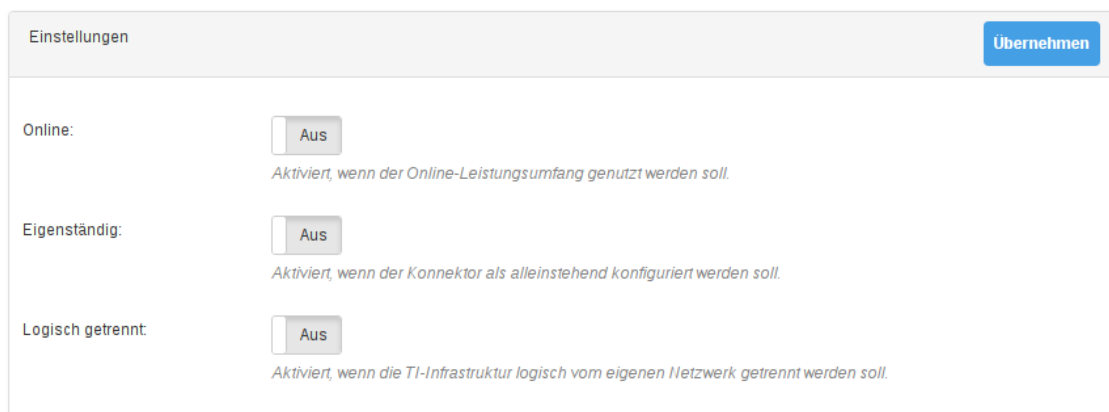 Einstellungen
Übernehmen
Online:
Aus
Aktiviert, wenn der Online-Leistungsumfang genutzt werden soll.
Eigenständig:
Aus
Aktiviert, wenn der Konnektor als alleinstehend konfiguriert werden soll.
Logisch getrennt:
Aus
Aktiviert, wenn die TI-Infrastruktur logisch vom eigenen Netzwerk getrennt werden soll.